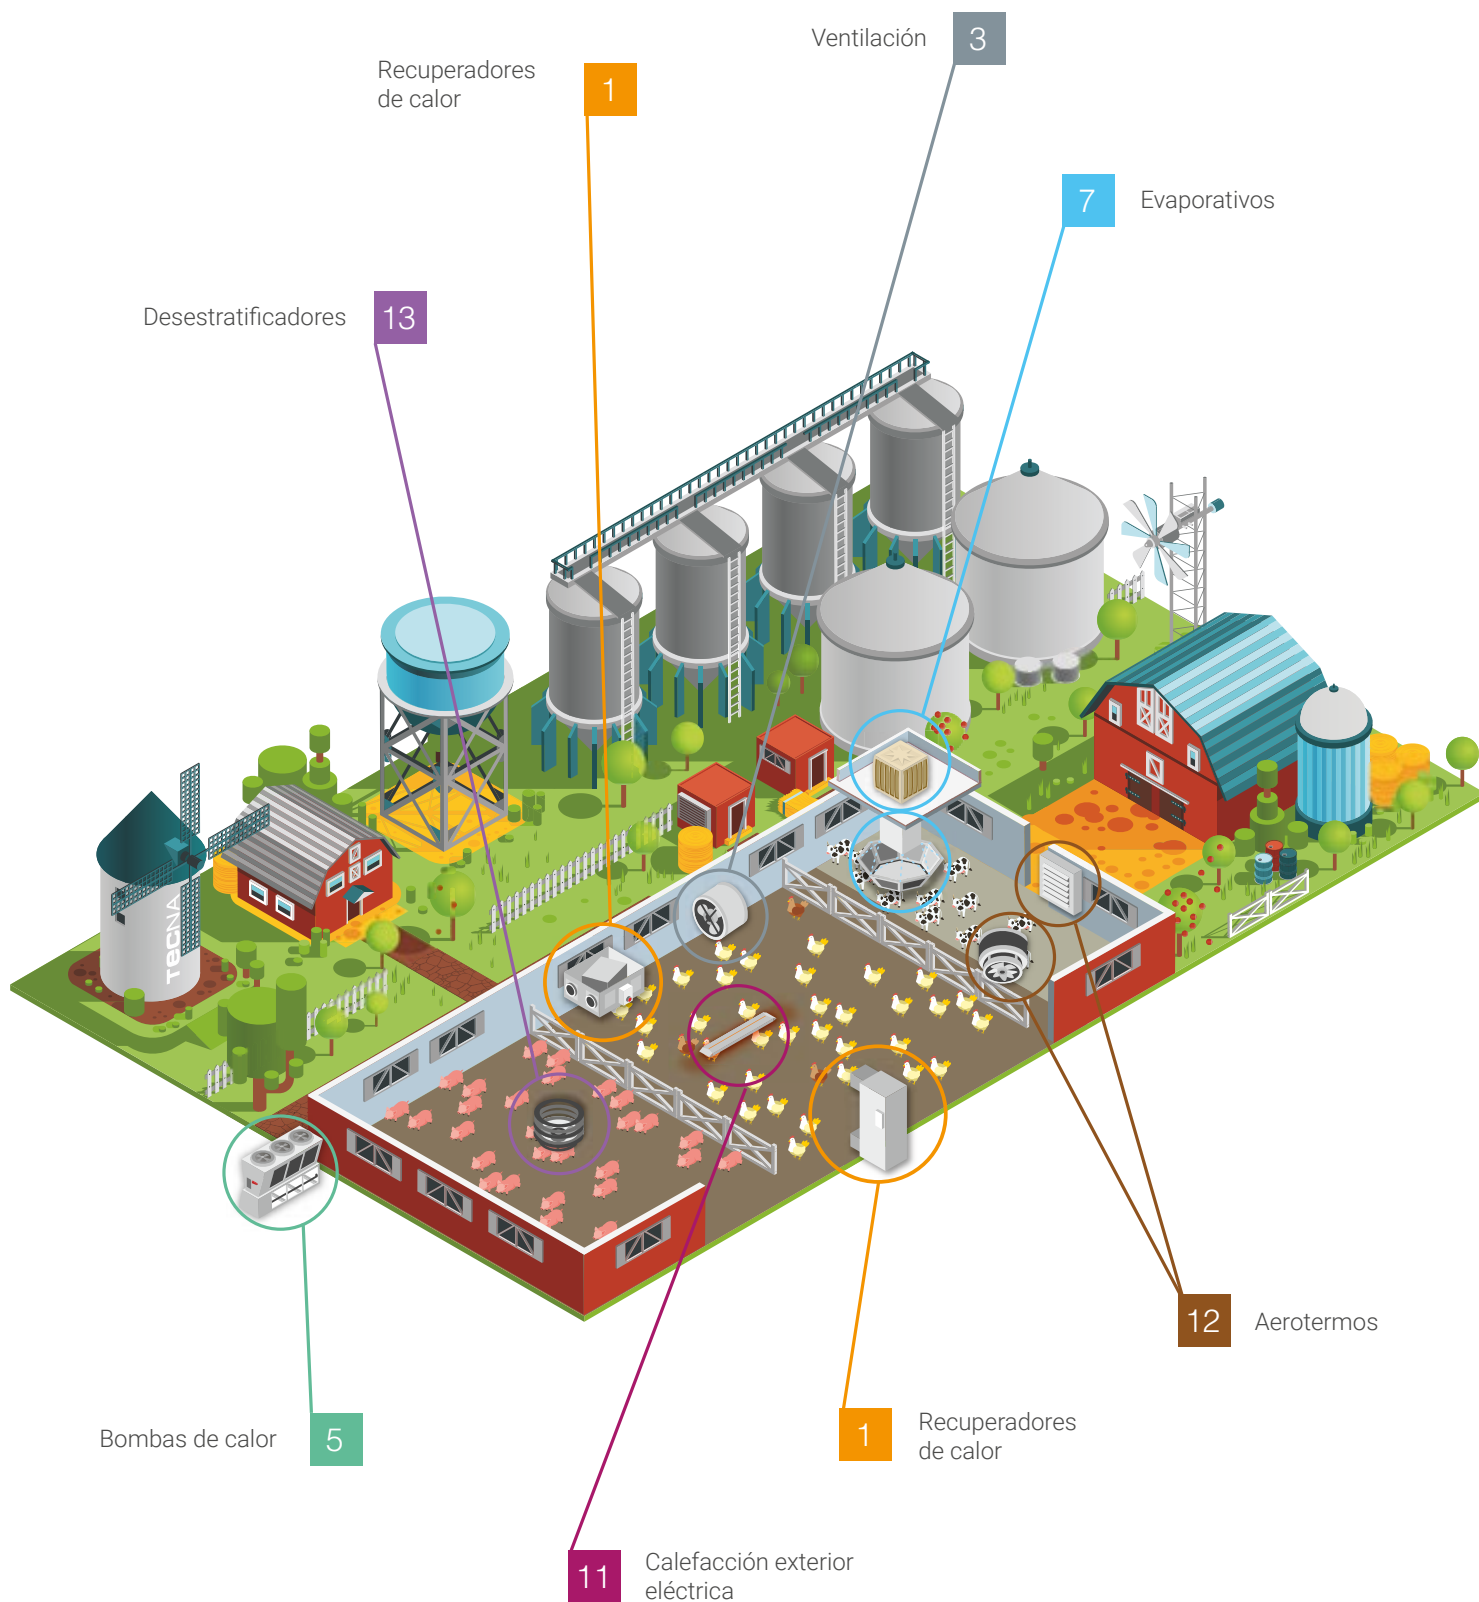 Ventilación
3
Recuperadores
de calor
1
7
Evaporativos
Desestratificadores
13
TECNA
12
Aerotermos
Bombas de calor
5
1
Recuperadores
de calor
11
Calefacción exterior
eléctrica